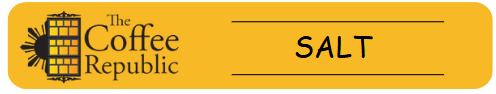 The
Coffee
Republic
SALT